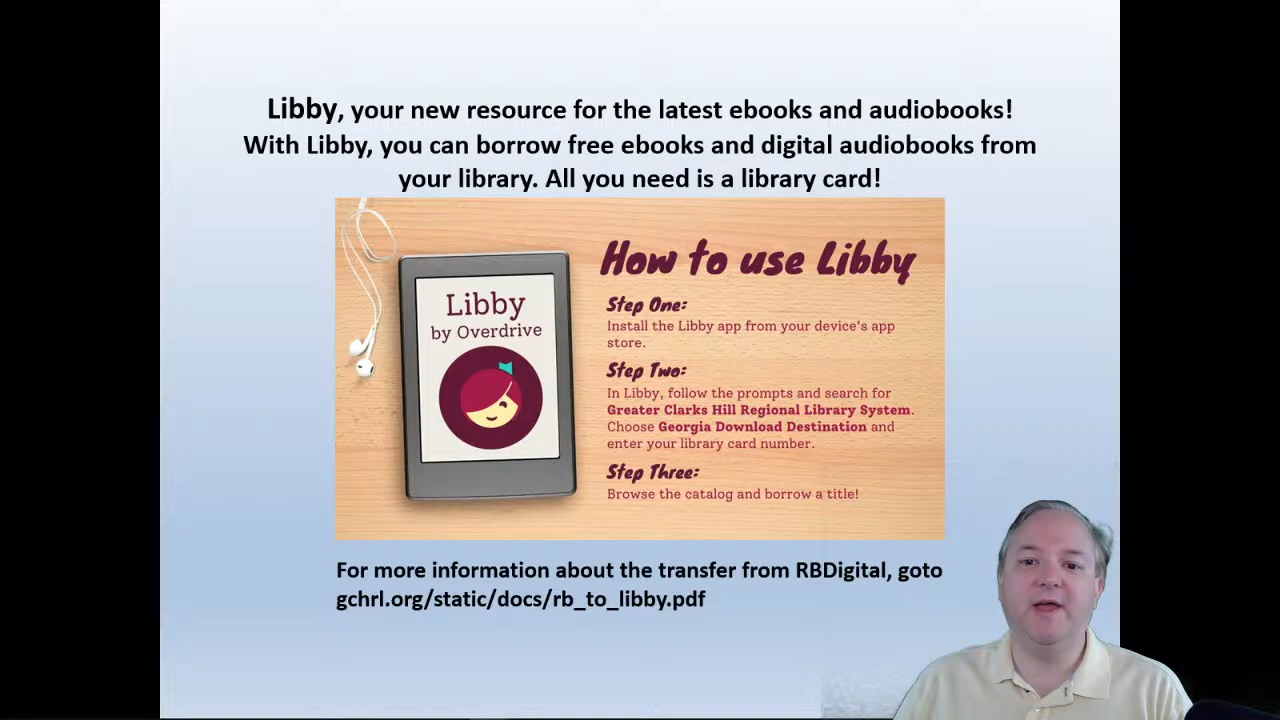 Libby, your new resource for the latest ebooks and audiobooks!
With Libby, you can borrow free ebooks and digital audiobooks from
your library. All you need is a library card!
Libby
by Overdrive
How to use Libby
Step One:
Install the Libby app from your device's app
store.
Step Two:
In Libby, follow the prompts and search for
Greater Clarks Hill Regional Library System.
Choose Georgia Download Destination and
enter your library card number.
Step Three:
Browse the catalog and borrow a title!
For more information about the transfer from RBDigital, goto
gchrl.org/static/docs/rb_to_libby.pdf